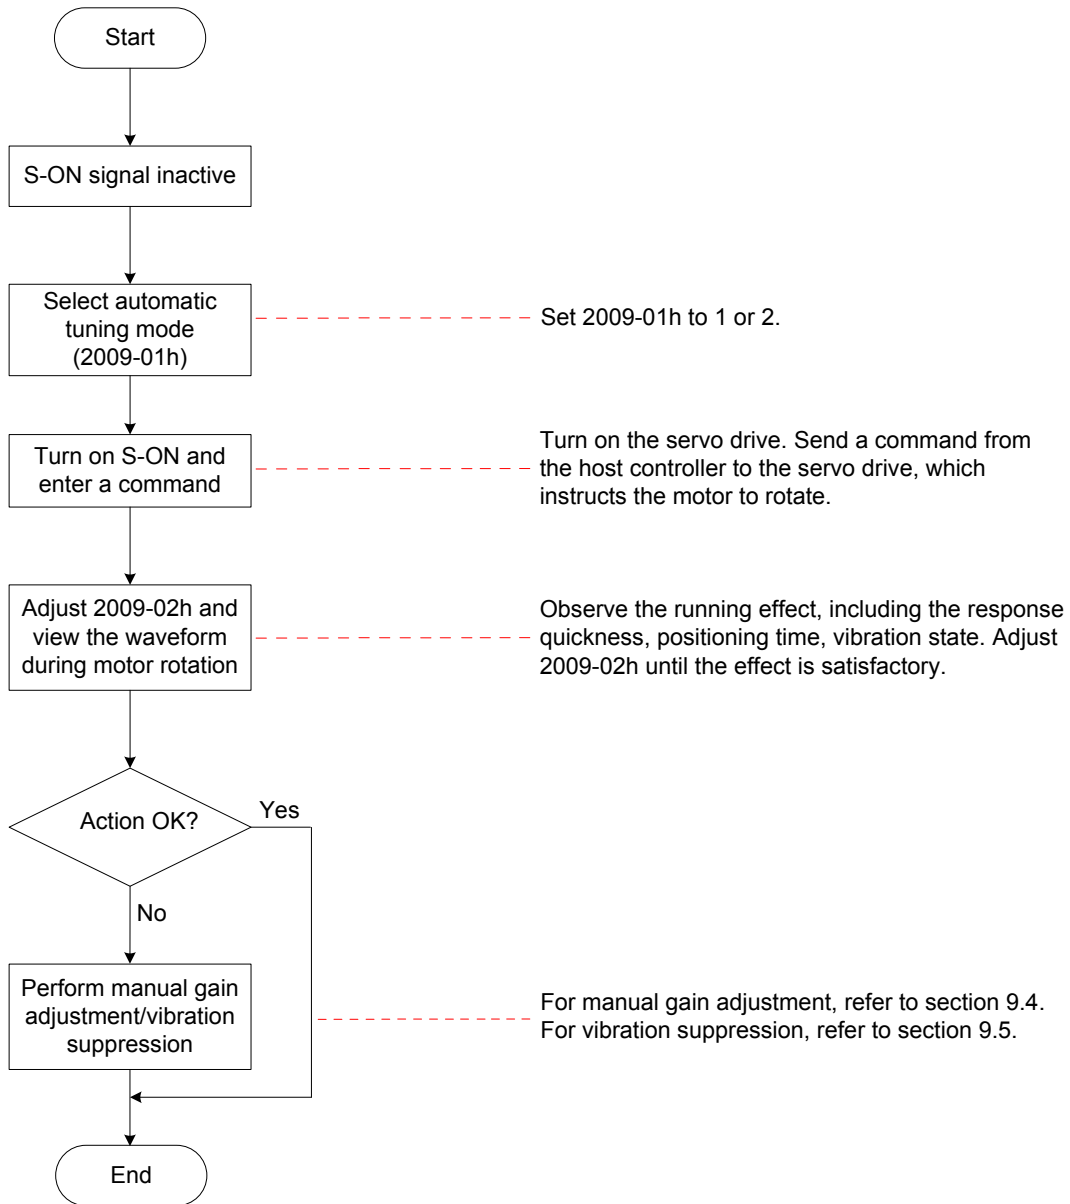 Start
S-ON signal inactive
Select automatic
tuning mode
(2009-01h)
Set 2009-01h to 1 or 2.
Turn on S-ON and
enter a command
Turn on the servo drive. Send a command from
the host controller to the servo drive, which
instructs the motor to rotate.
Adjust 2009-02h and
view the waveform
during motor rotation
Observe the running effect, including the response
quickness, positioning time, vibration state. Adjust
2009-02h until the effect is satisfactory.
Action OK?
Yes
No
Perform manual gain
adjustment/vibration
suppression
For manual gain adjustment, refer to section 9.4.
For vibration suppression, refer to section 9.5.
End